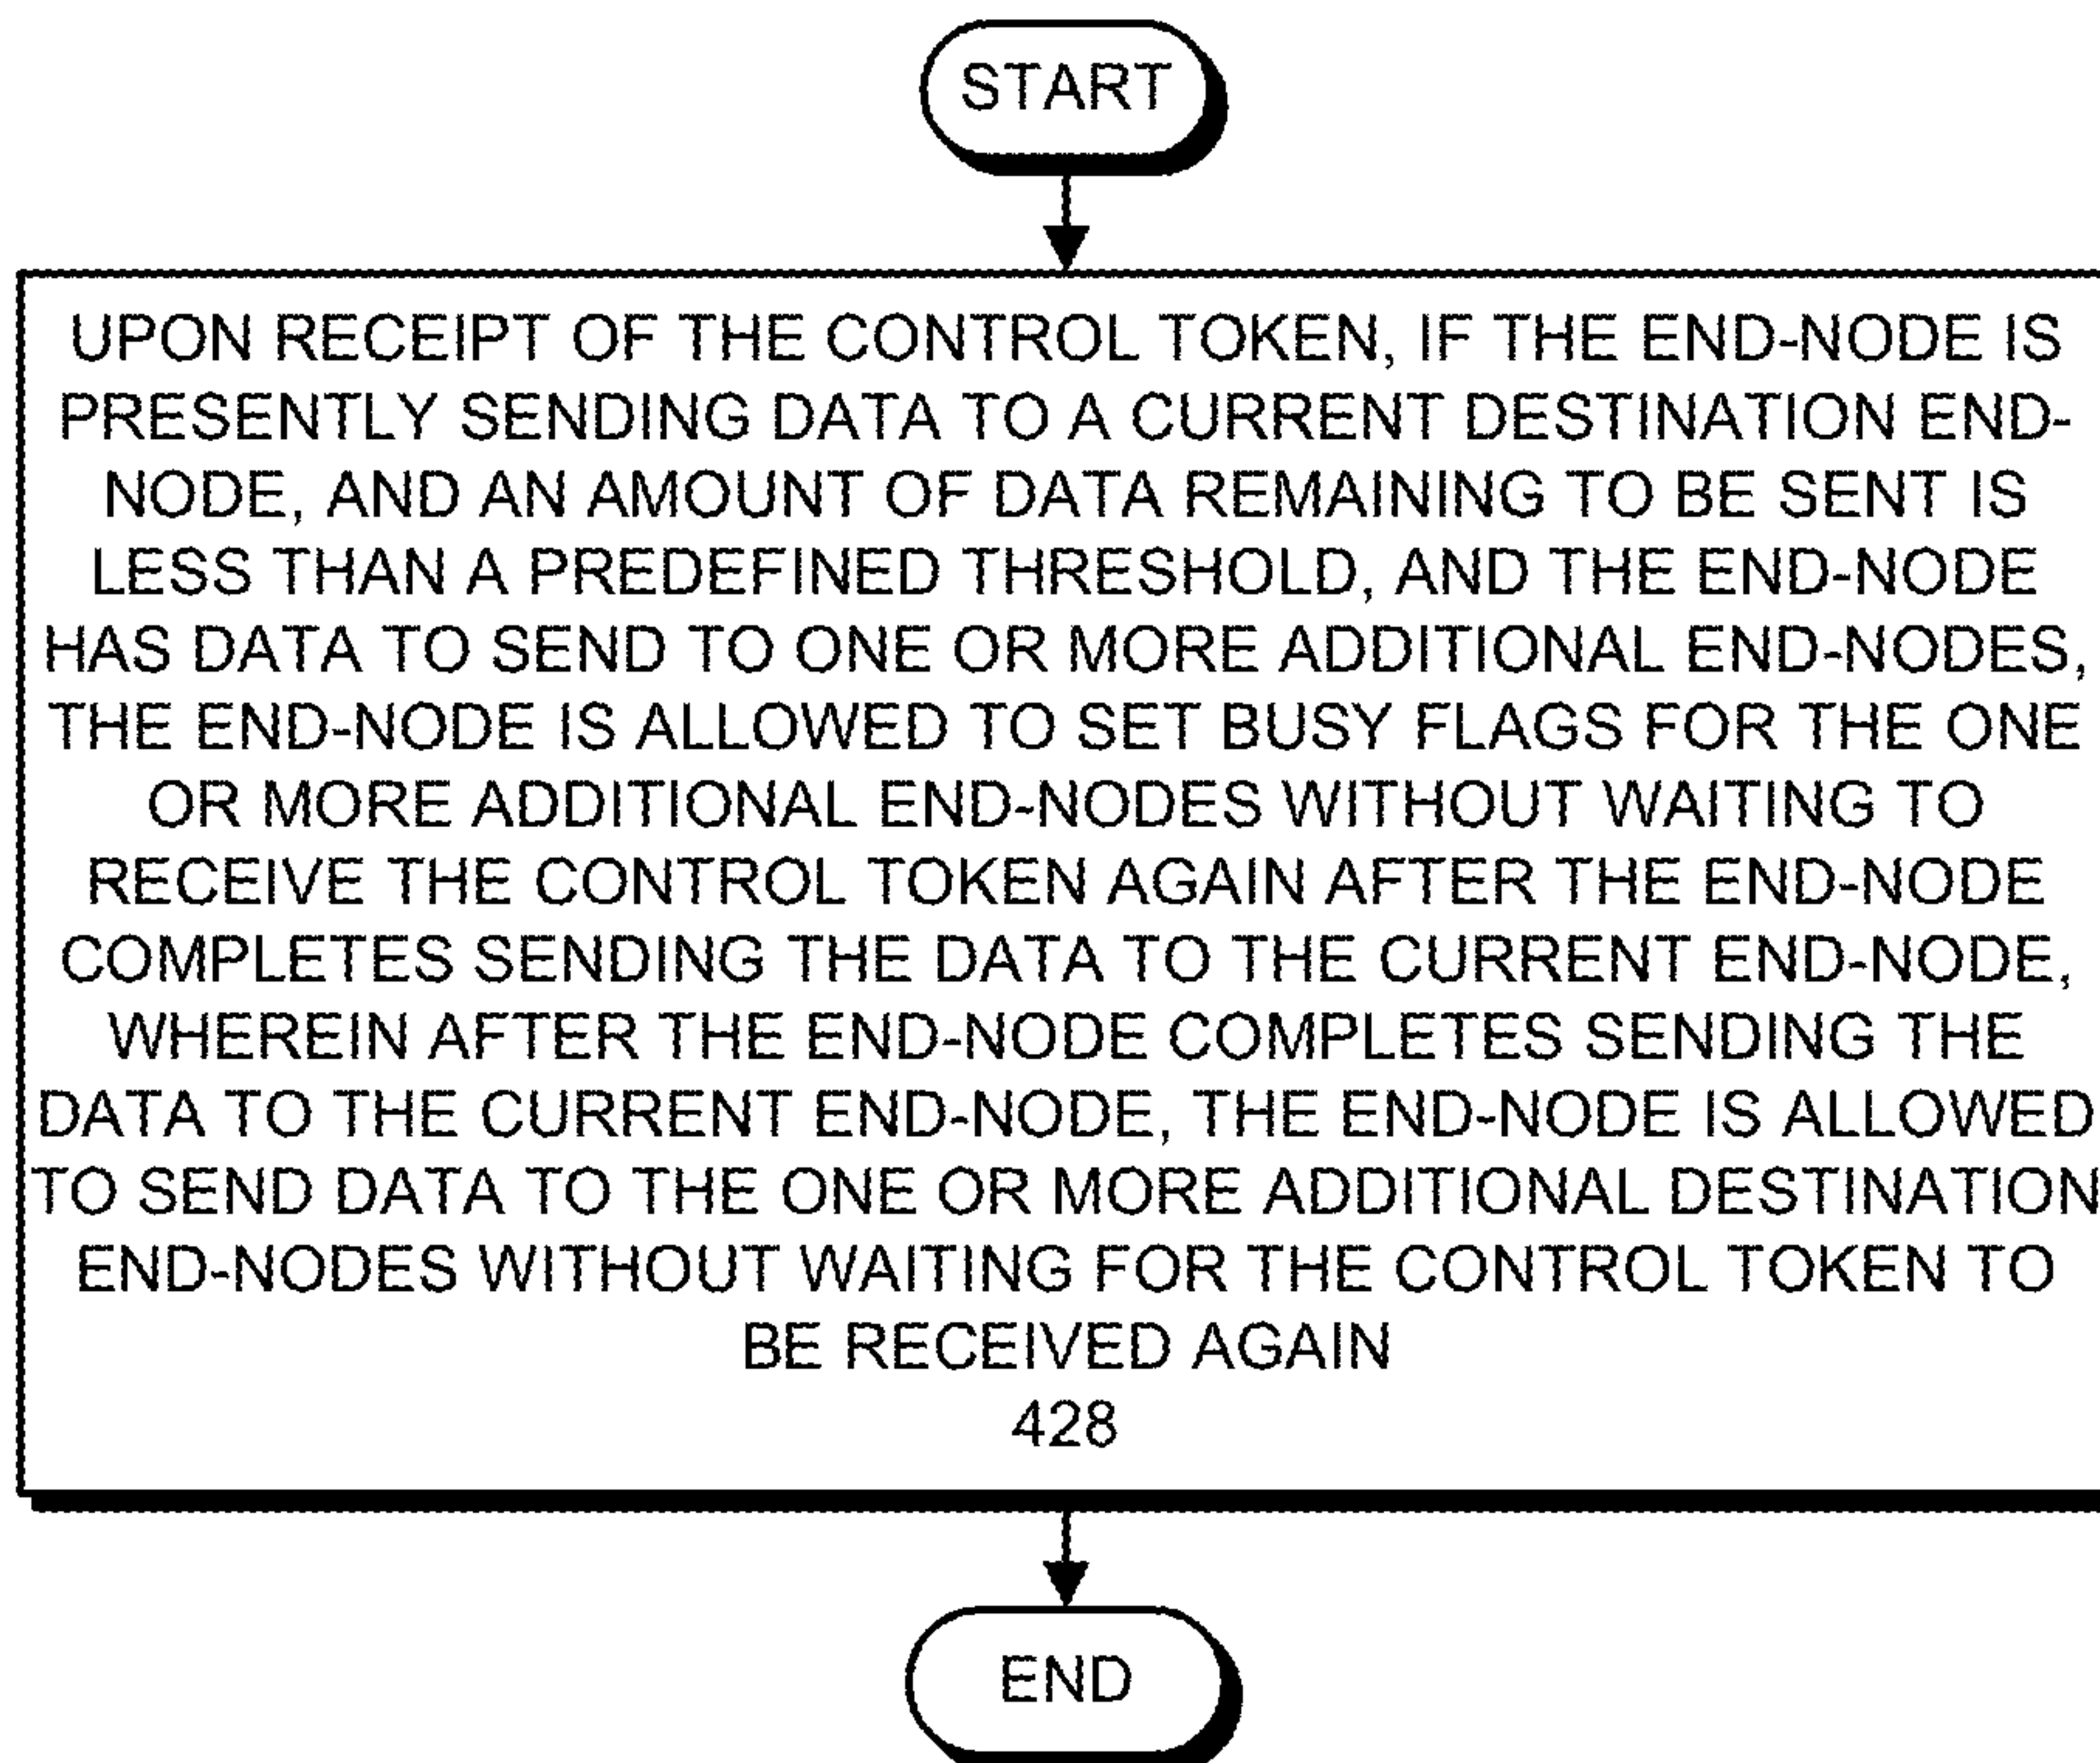 START
UPON RECEIPT OF THE CONTROL TOKEN, IF THE END-NODE IS
PRESENTLY SENDING DATA TO A CURRENT DESTINATION END-
NODE, AND AN AMOUNT OF DATA REMAINING TO BE SENT IS
LESS THAN A PREDEFINED THRESHOLD, AND THE END-NODE
HAS DATA TO SEND TO ONE OR MORE ADDITIONAL END-NODES,
THE END-NODE IS ALLOWED TO SET BUSY FLAGS FOR THE ONE
OR MORE ADDITIONAL END-NODES WITHOUT WAITING TO
RECEIVE THE CONTROL TOKEN AGAIN AFTER THE END-NODE
COMPLETES SENDING THE DATA TO THE CURRENT END-NODE,
WHEREIN AFTER THE END-NODE COMPLETES SENDING THE
DATA TO THE CURRENT END-NODE, THE END-NODE IS ALLOWED
TO SEND DATA TO THE ONE OR MORE ADDITIONAL DESTINATION
END-NODES WITHOUT WAITING FOR THE CONTROL TOKEN TO
BE RECEIVED AGAIN
428
END